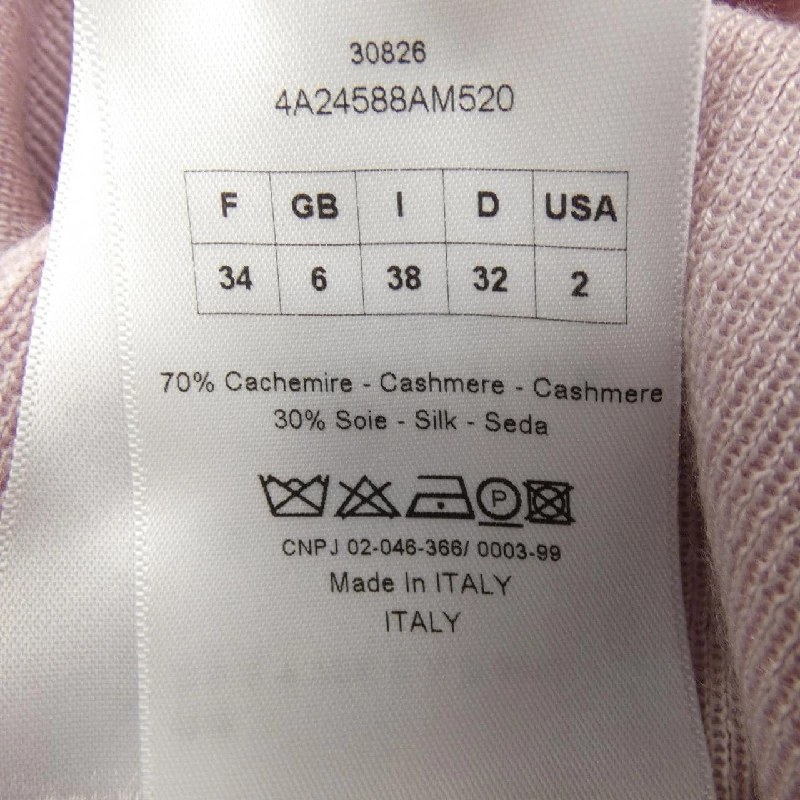 30826
4A24588AM520
F GB I D USA
34 6 38 32 2
70% Cachemire - Cashmere - Cashmere
30% Soie - Silk - Seda
P
CNPJ 02-046-366/ 0003-99
Made In ITALY
ITALY